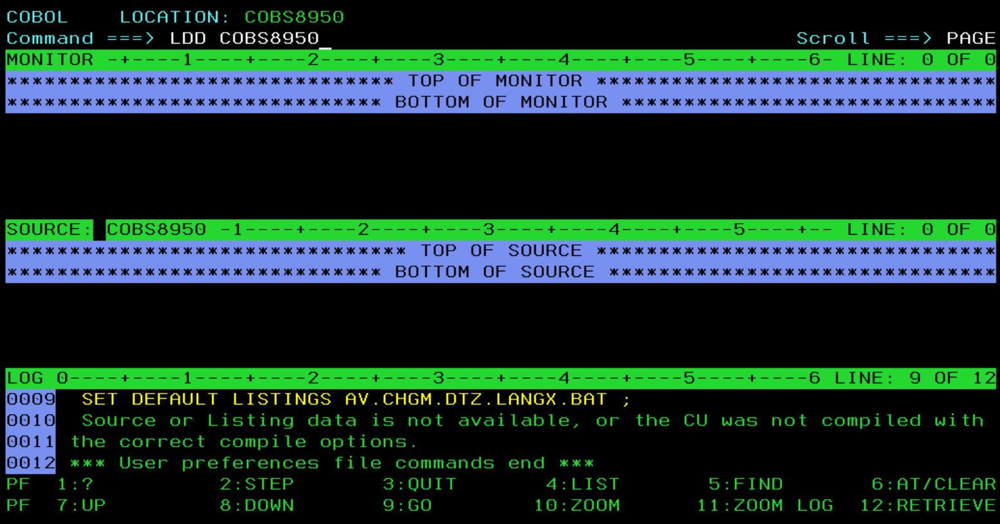 COBOL    LOCATION: COBS8950
Command ===> LDD COBS8950_                                     Scroll ===> PAGE
MONITOR -+----1----+----2----+----3----+----4----+----5----+----6- LINE: 0 OF 0
******************************* TOP OF MONITOR ********************************
****************************** BOTTOM OF MONITOR ******************************
SOURCE: COBS8950 -1----+----2----+----3----+----4----+----5----+-- LINE: 0 OF 0
******************************** TOP OF SOURCE ********************************
****************************** BOTTOM OF SOURCE *******************************
LOG 0----+----1----+----2----+----3----+----4----+----5----+----6 LINE: 9 OF 12
0009  SET DEFAULT LISTINGS AV.CHGM.DTZ.LANGX.BAT ;
0010  Source or Listing data is not available, or the CU was not compiled with
0011 the correct compile options.
0012 *** User preferences file commands end ***
PF  1:?          2:STEP       3:QUIT       4:LIST       5:FIND       6:AT/CLEAR
PF  7:UP         8:DOWN       9:GO        10:ZOOM      11:ZOOM LOG  12:RETRIEVE